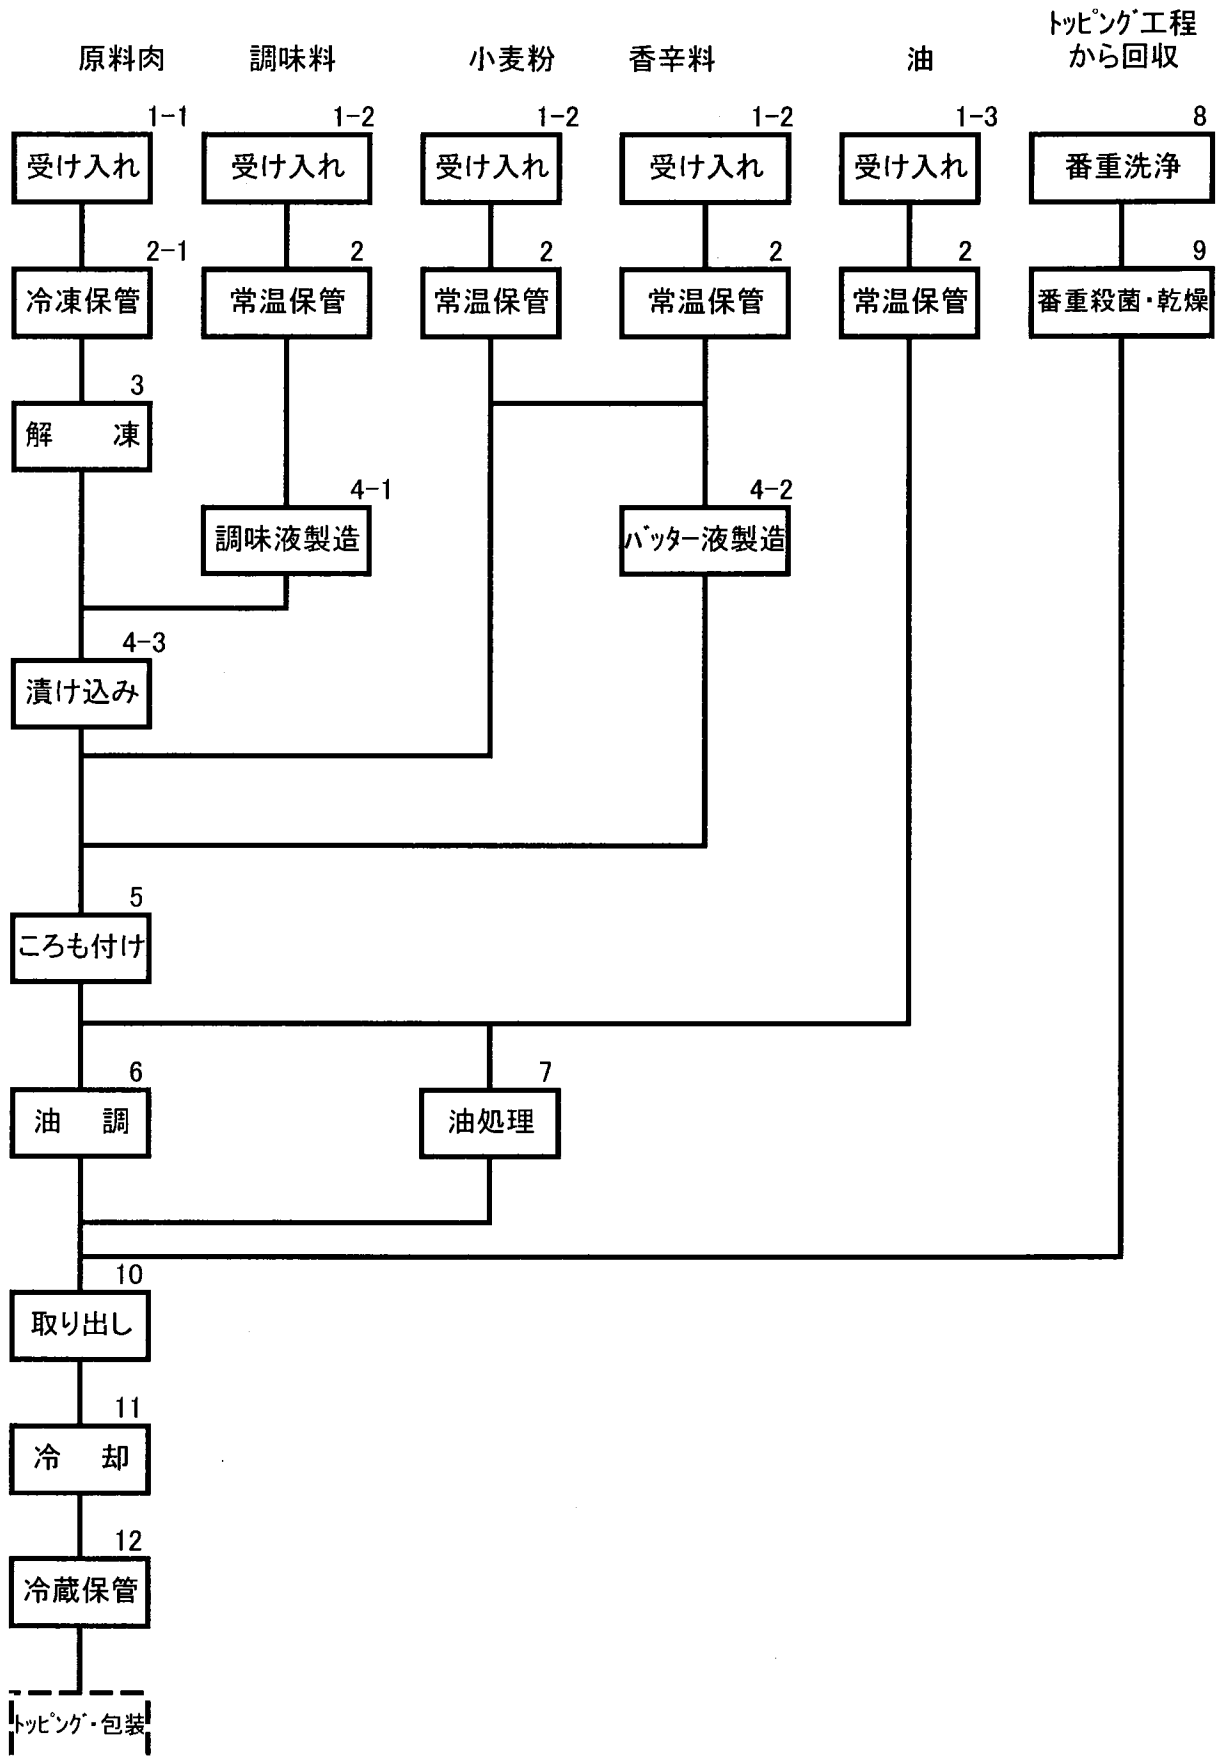 トッピング工程
から回収
原料肉 調味料 小麦粉 香辛料 油
1-1 1-2 1-2 1-2 1-3 8
受け入れ 受け入れ 受け入れ 受け入れ 受け入れ 番重洗浄
2-1 2 2 2 2 9
冷凍保管 常温保管 常温保管 常温保管 常温保管 番重殺菌・乾燥
3
解 凍
4-1 4-2
調味液製造 バッター液製造
4-3
漬け込み
5
ころも付け
6 7
油 調 油処理
10
取り出し
11
冷 却
12
冷蔵保管
トッピング・包装